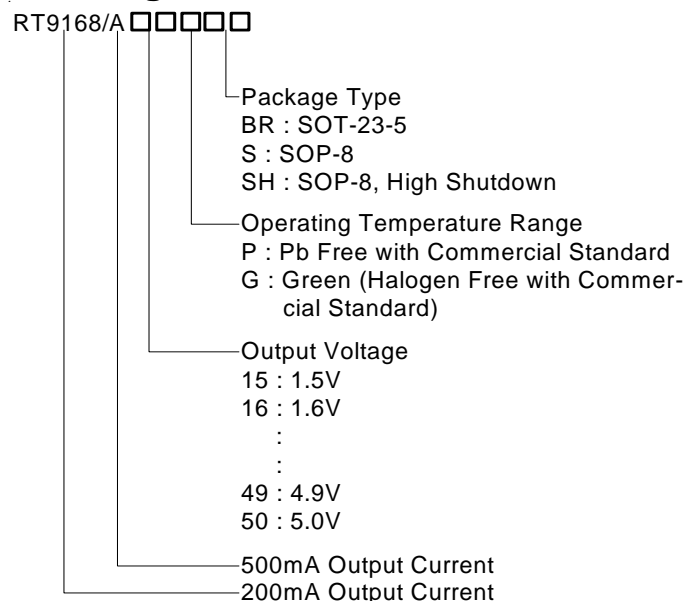 RT9168/A
Package Type
BR : SOT-23-5
S : SOP-8
SH : SOP-8, High Shutdown
Operating Temperature Range
P : Pb Free with Commercial Standard
G : Green (Halogen Free with Commer-
cial Standard)
Output Voltage
15 : 1.5V
16 : 1.6V
:
:
49 : 4.9V
50 : 5.0V
500mA Output Current
200mA Output Current